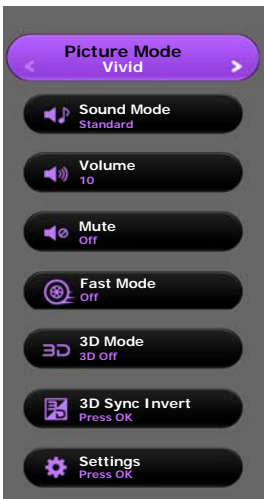 Picture Mode
Vivid
Sound Mode
Standard
Volume
10
Mute
Off
Fast Mode
Off
3D
3D Mode
3D Off
3D Sync Invert
Press OK
Settings
Press OK